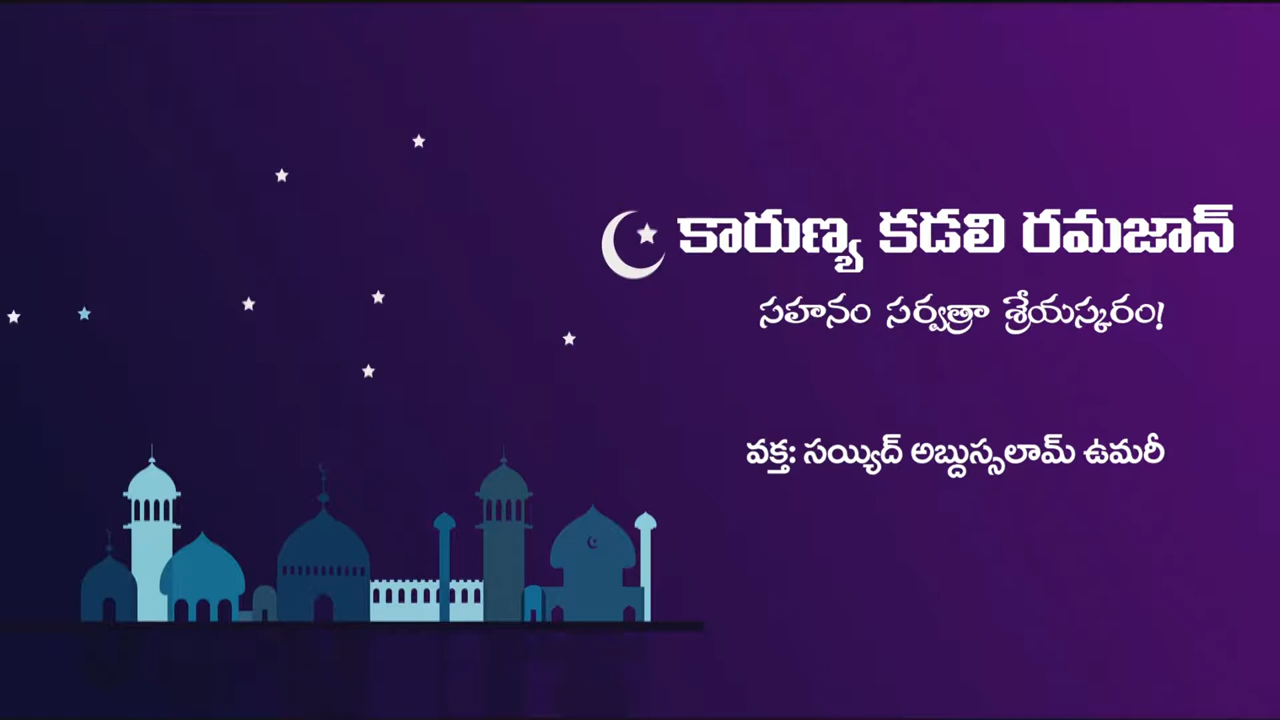 కారుణ్య కడలి రమజాన్
సహనం సర్వత్రా శ్రేయస్కరం!
వక్త: సయ్యిద్ అబ్దుస్సలామ్ ఉమరీ